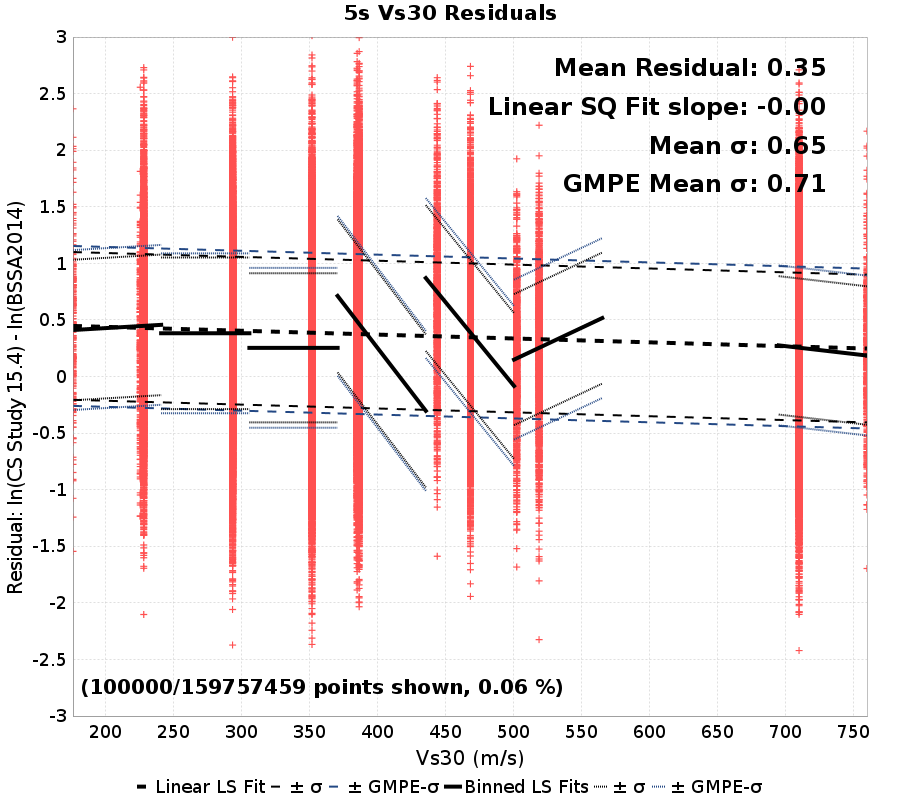 5s Vs30 Residuals
3
2.5
2
1.5
1
0.5
0
-0.5
-1
-1.5
-2
-2.5
-3
Residual: ln(CS Study 15.4) - ln(BSSA2014)
Mean Residual: 0.35
Linear SQ Fit slope: -0.00
Mean σ: 0.65
GMPE Mean σ: 0.71
(100000/159757459 points shown, 0.06 %)
200 250 300 350 400 450 500 550 600 650 700 750
Vs30 (m/s)
Linear LS Fit ± σ ± GMPE-σ Binned LS Fits ± σ ± GMPE-σ